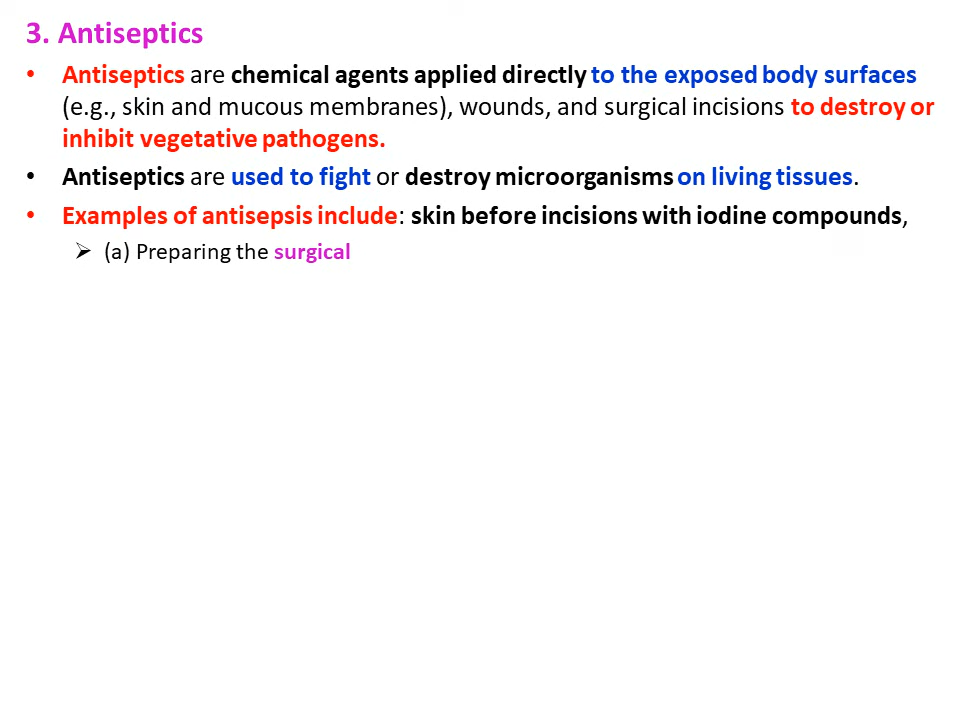 3. Antiseptics
• Antiseptics are chemical agents applied directly to the exposed body surfaces
(e.g., skin and mucous membranes), wounds, and surgical incisions to destroy or
inhibit vegetative pathogens.
• Antiseptics are used to fight or destroy microorganisms on living tissues.
• Examples of antisepsis include: skin before incisions with iodine compounds,
➢ (a) Preparing the surgical